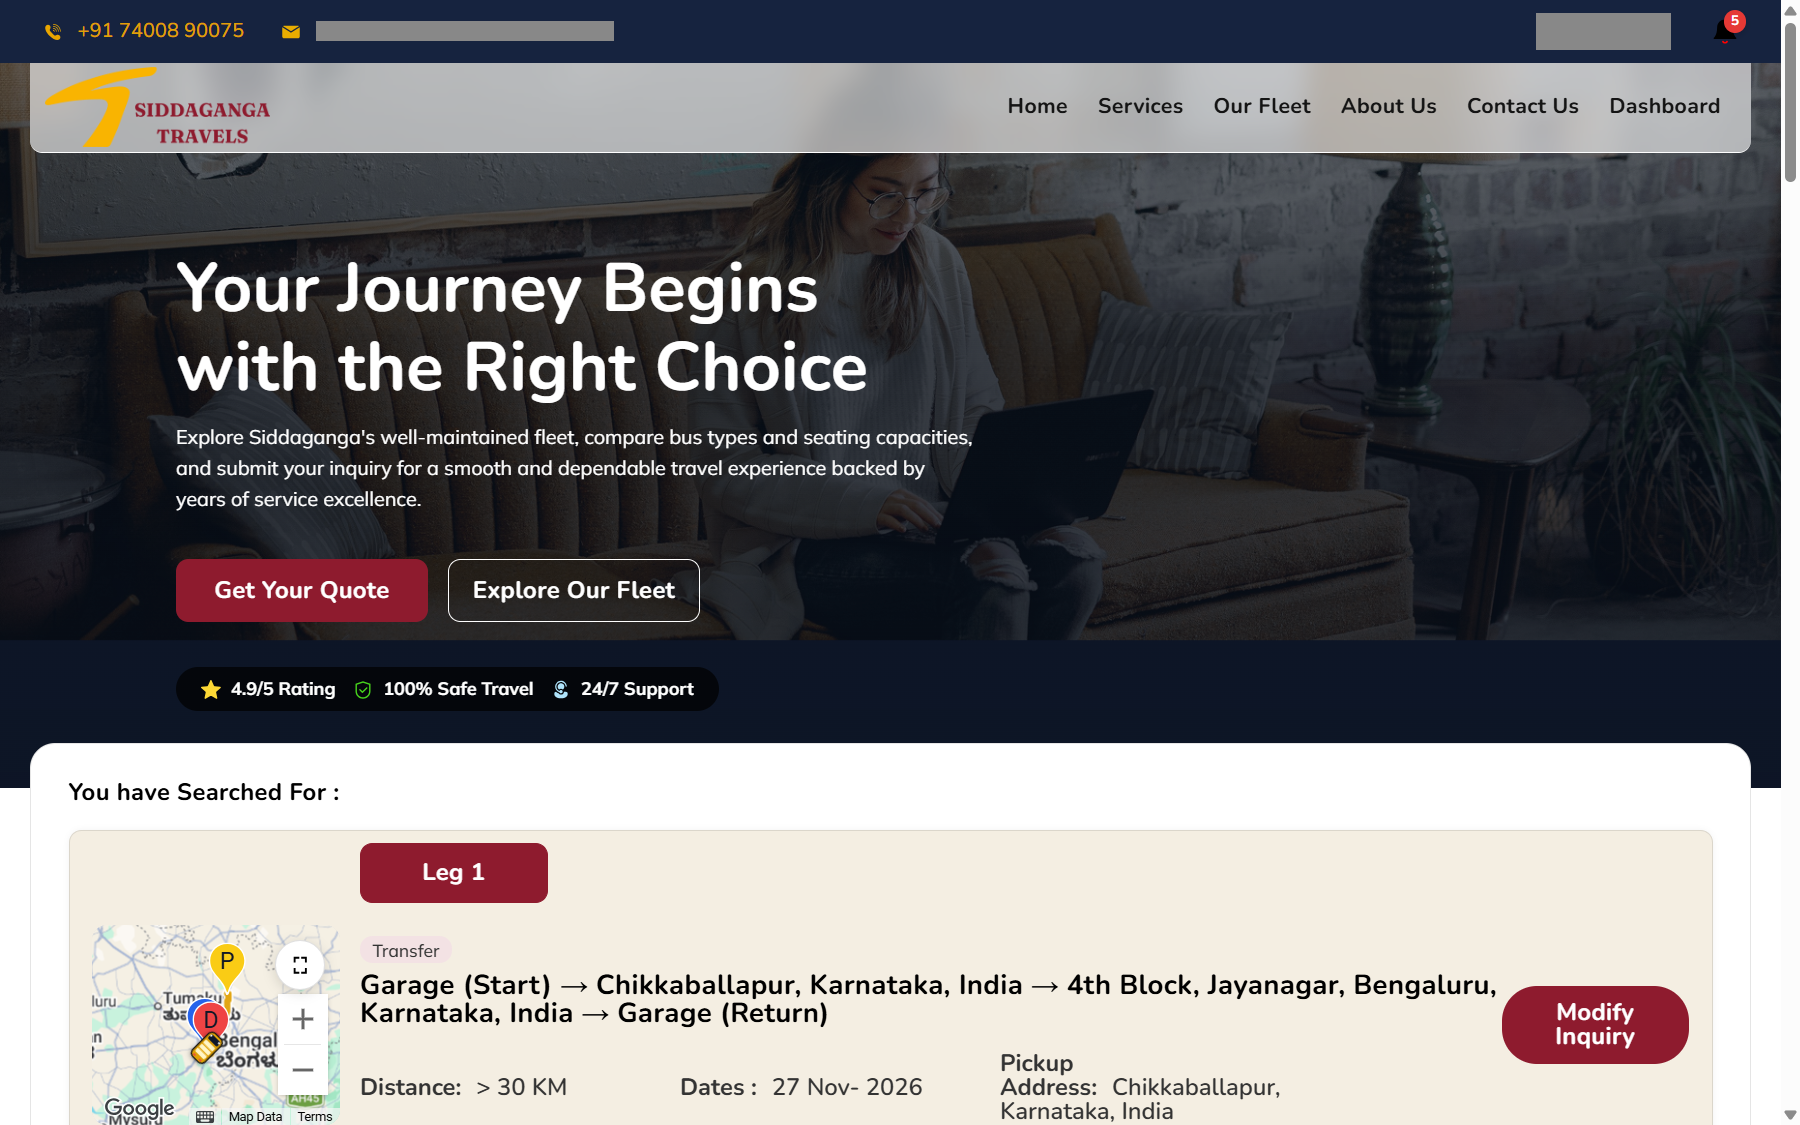 +91 74008 90075
5
SIDDAGANGA
TRAVELS
Home Services Our Fleet About Us Contact Us Dashboard
Your Journey Begins
with the Right Choice
Explore Siddaganga's well-maintained fleet, compare bus types and seating capacities,
and submit your inquiry for a smooth and dependable travel experience backed by
years of service excellence.
Get Your Quote Explore Our Fleet
4.9/5 Rating 100% Safe Travel 24/7 Support
You have Searched For :
Leg 1
Transfer
Garage (Start) → Chikkaballapur, Karnataka, India → 4th Block, Jayanagar, Bengaluru,
Karnataka, India → Garage (Return)
Modify
Inquiry
Distance: > 30 KM
Dates : 27 Nov- 2026
Pickup
Address: Chikkaballapur,
Karnataka, India
P
D
AH45
Google
Mysuru
Map Data Terms